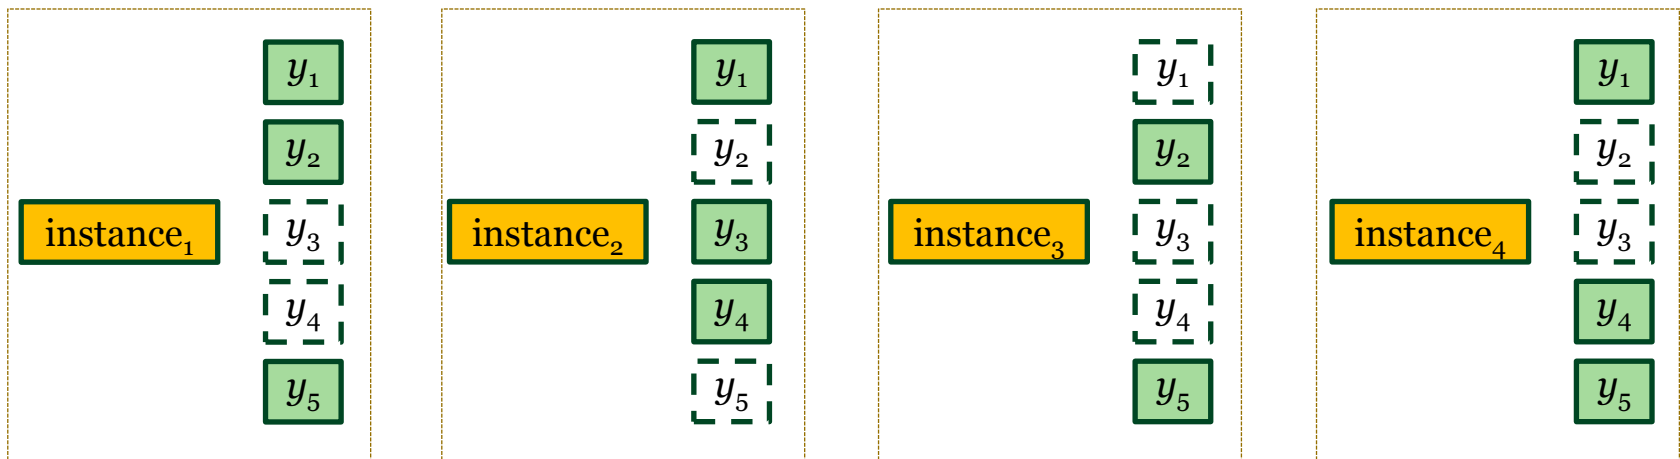 y₁ y₁ y₁ y₁
y₂ y₂ y₂ y₂
instance₁ y₃ instance₂ y₃ instance₃ y₃ instance₄ y₃
y₄ y₄ y₄ y₄
y₅ y₅ y₅ y₅